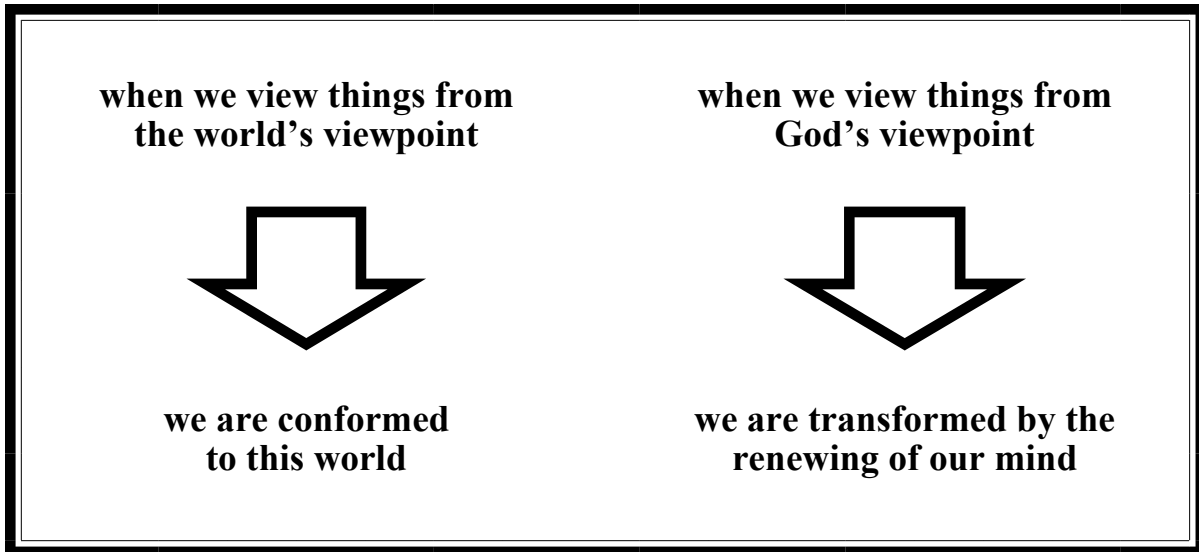 when we view things from
the world’s viewpoint
we are conformed
to this world
when we view things from
God’s viewpoint
we are transformed by the
renewing of our mind